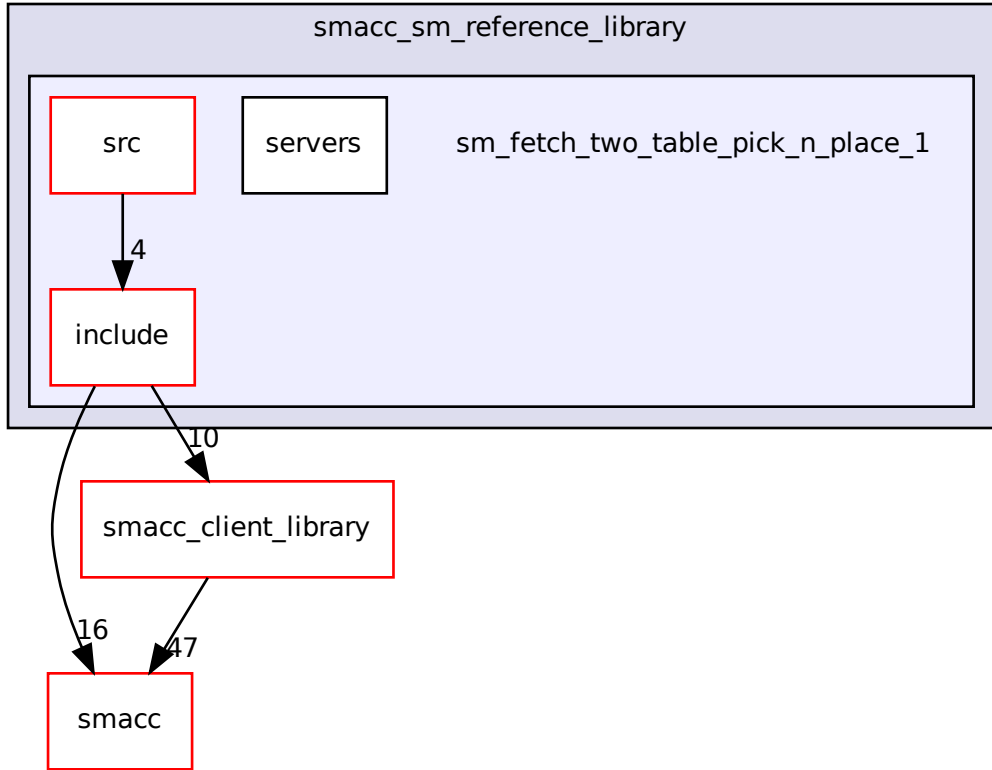 smacc_sm_reference_library
src
servers
sm_fetch_two_table_pick_n_place_1
4
include
10
smacc_client_library
16
47
smacc